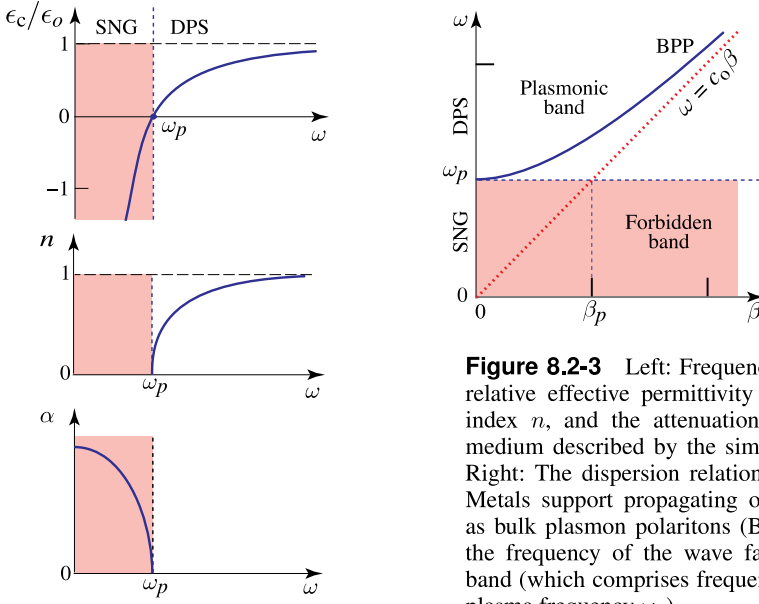 ϵc/ϵo
SNG DPS
1
0
−1
ωp
ω
n
1
0
ωp
ω
α
0
ωp
ω
ω
BPP
Plasmonic
band
ω = coβ
DPS
ωp
SNG
Forbidden
band
0
0
βp
β
Figure 8.2-3 Left: Frequenc
relative effective permittivity
index n, and the attenuation
medium described by the sim
Right: The dispersion relation
Metals support propagating o
as bulk plasmon polaritons (B
the frequency of the wave fa
band (which comprises freque